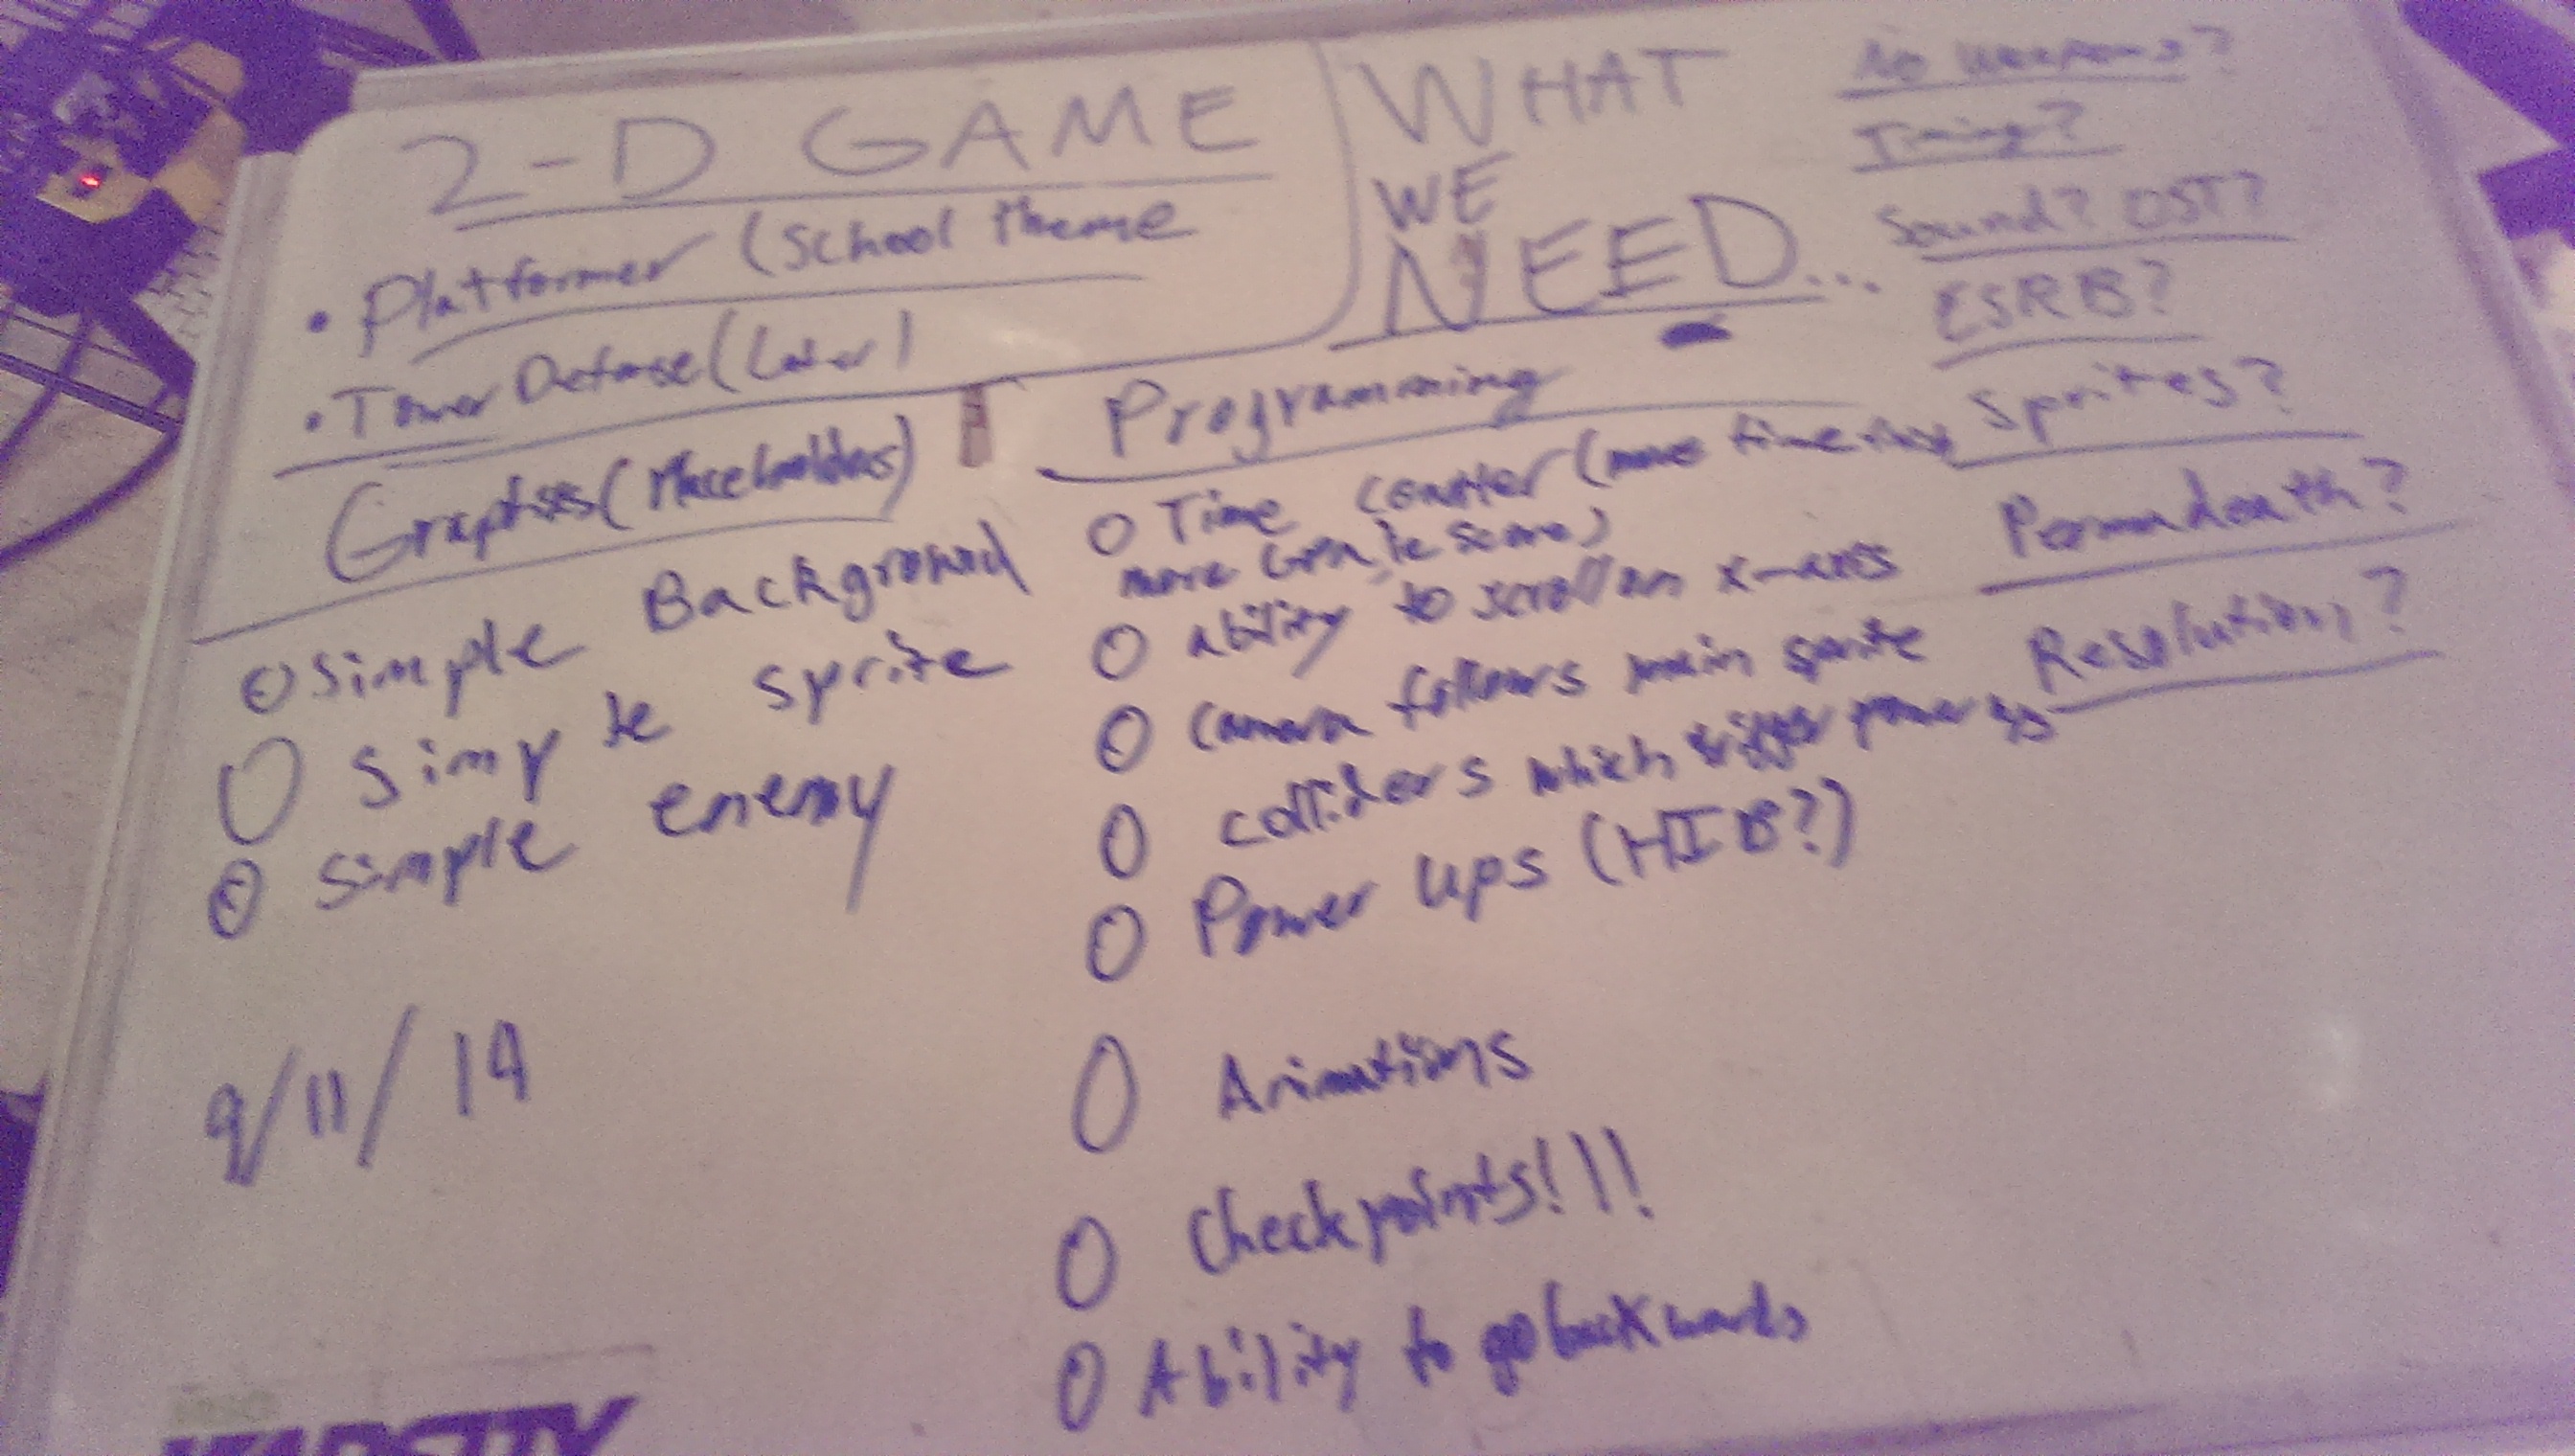 2-D GAME
• Platformer (School theme
• Tower Defense (Later)
WHAT
WE
NEED...
No weapons?
Timing?
Sound? OST?
ESRB?
Sprites?
Permadeath?
Resolution?
Graphics (Placeholders)
O Simple Background
O Simple sprite
O Simple enemy
9/11/14
Programming
O Time counter (more time
more score)
O ability to scroll on x-axis
O Camera follows main sprite
O colliders which trigger power ups
O Power ups (HIB?)
O Animations
O Checkpoints!!!
O Ability to go backwards
VARSITY